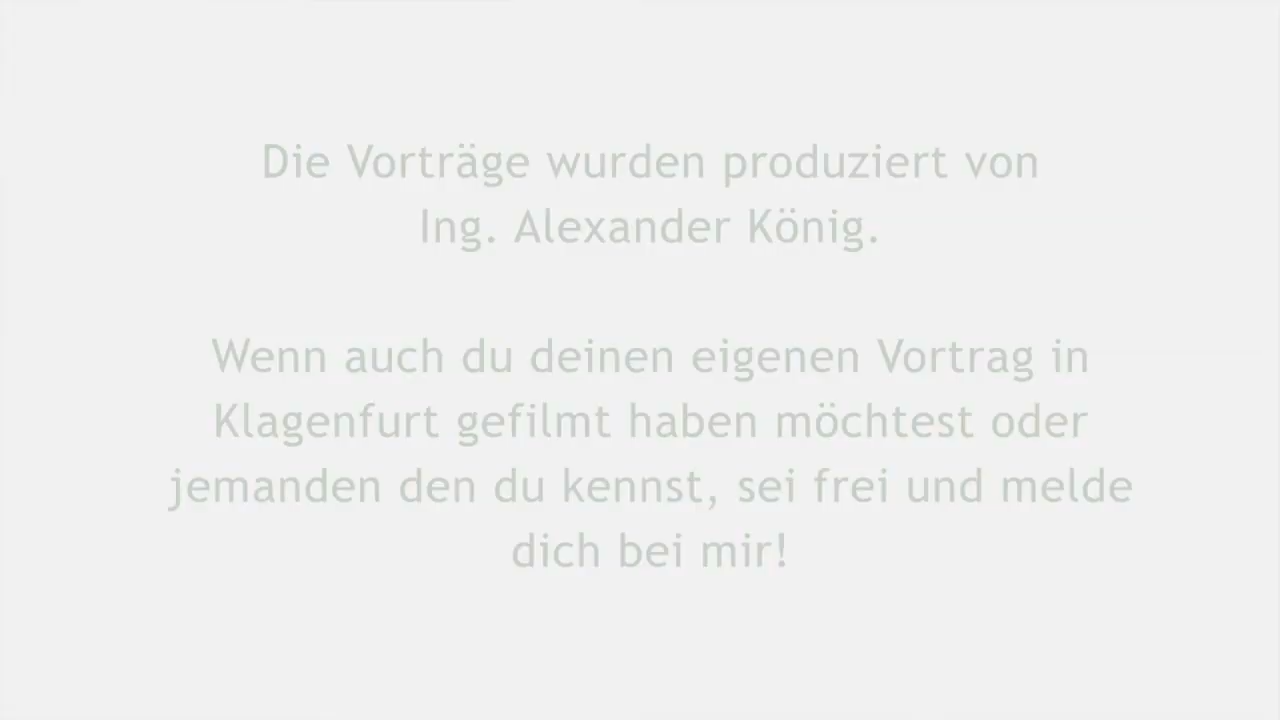 Die Vorträge wurden produziert von
Ing. Alexander König.
Wenn auch du deinen eigenen Vortrag in
Klagenfurt gefilmt haben möchtest oder
jemanden den du kennst, sei frei und melde
dich bei mir!